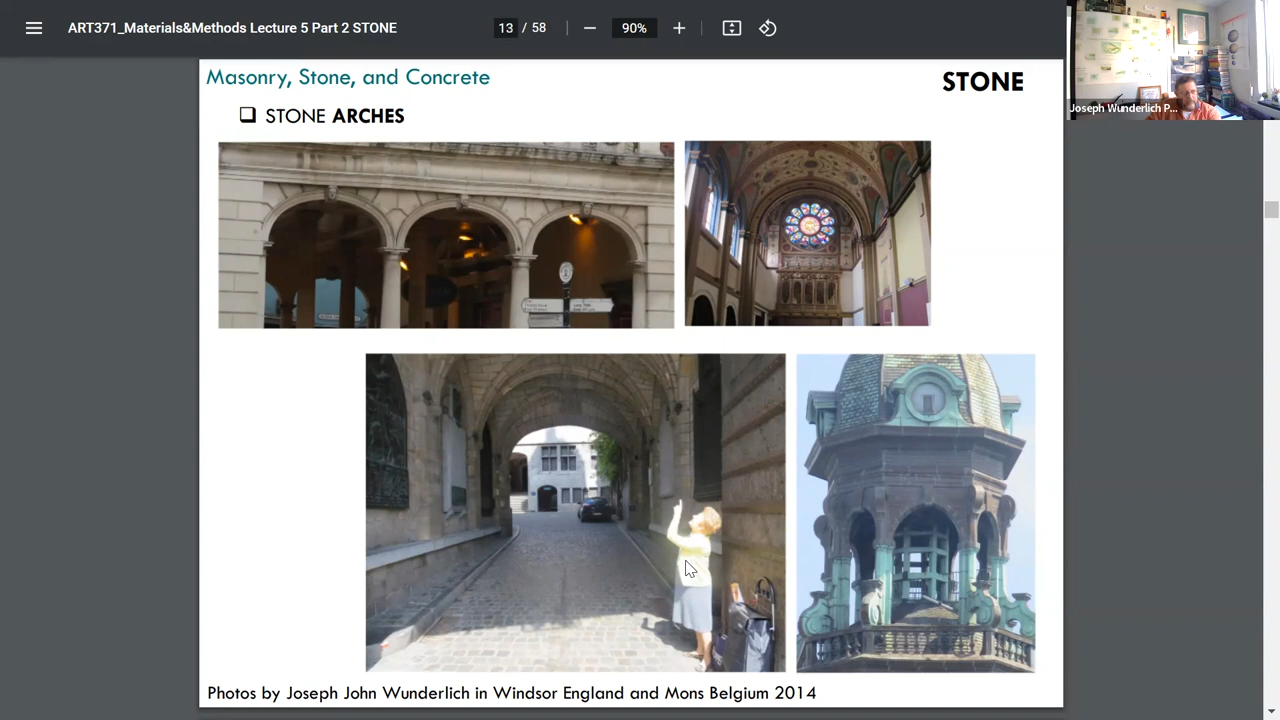 ART371_Materials&Methods Lecture 5 Part 2 STONE
13 / 58
90%
Joseph Wunderlich P...
Masonry, Stone, and Concrete
STONE
STONE ARCHES
Photos by Joseph John Wunderlich in Windsor England and Mons Belgium 2014